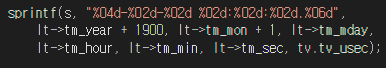 sprintf(s, "%04d-%02d-%02d %02d:%02d:%02d.%06d",
lt->tm_year + 1900, lt->tm_mon + 1, lt->tm_mday,
lt->tm_hour, lt->tm_min, lt->tm_sec, tv.tv_usec);